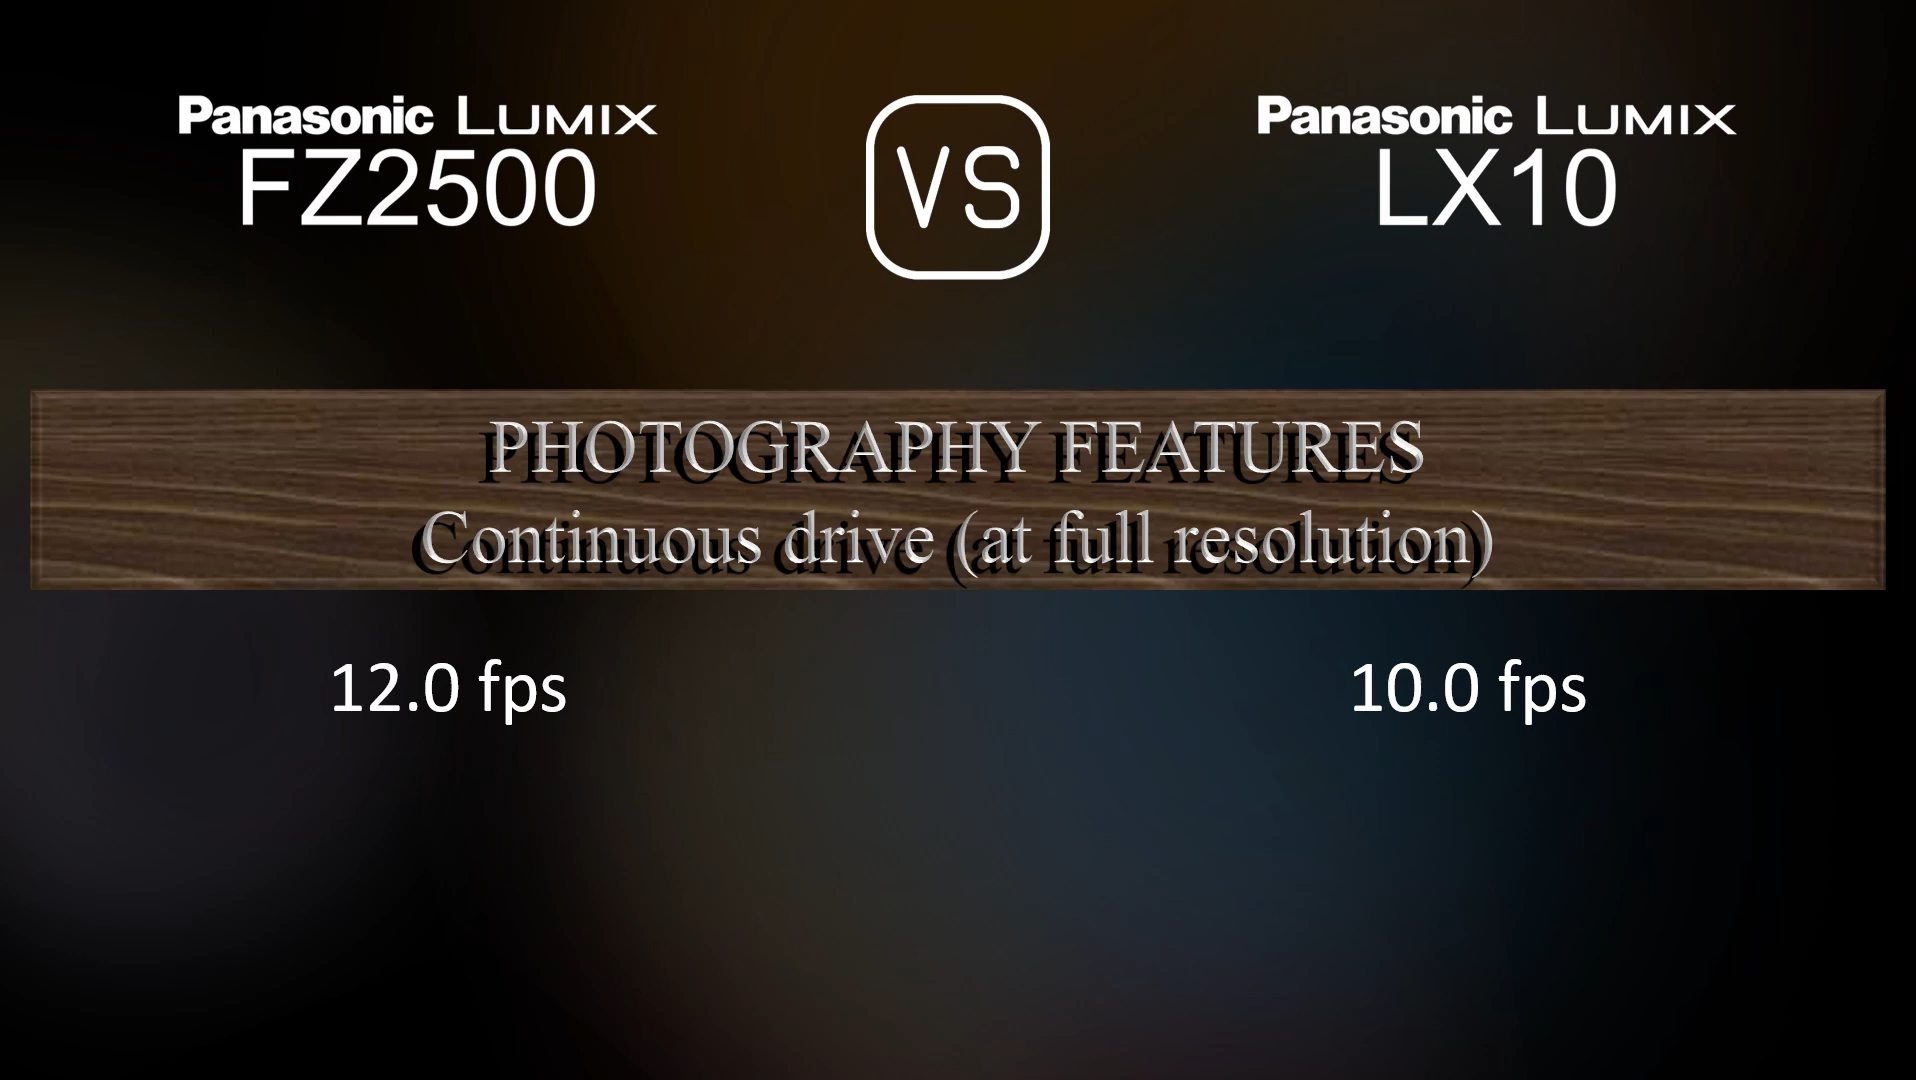 Panasonic LUMIX
FZ2500
VS
Panasonic LUMIX
LX10
PHOTOGRAPHY FEATURES
Continuous drive (at full resolution)
12.0 fps
10.0 fps